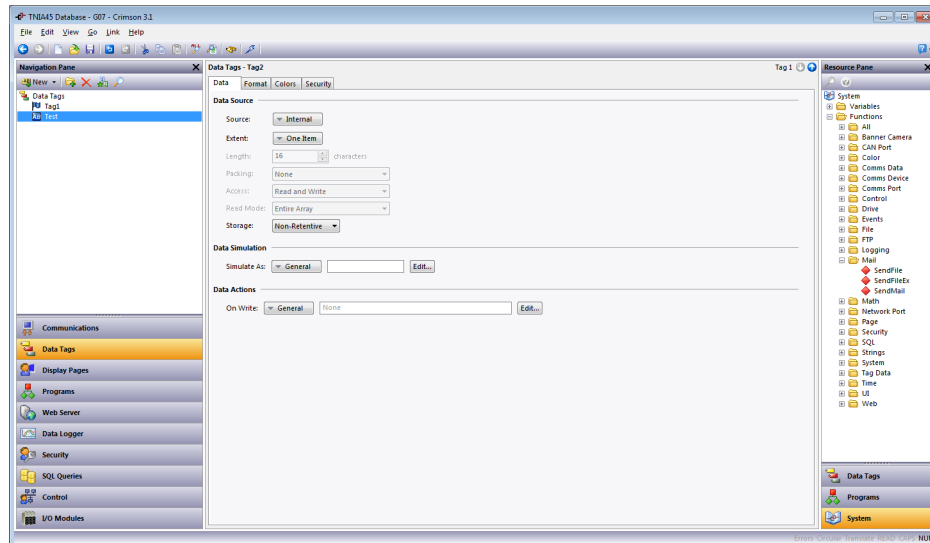 TNIA45 Database - G07 - Crimson 3.1
File Edit View Go Link Help
Navigation Pane
New
Data Tags
Tag1
Test
Communications
Data Tags
Display Pages
Programs
Web Server
Data Logger
Security
SQL Queries
Control
I/O Modules
Data Tags - Tag2
Tag 1
Data Format Colors Security
Data Source
Source: Internal
Extent: One Item
Length: 16 characters
Packing: None
Access: Read and Write
Read Mode: Entire Array
Storage: Non-Retentive
Data Simulation
Simulate As: General Edit...
Data Actions
On Write: General None Edit...
Resource Pane
System
Variables
Functions
All
Banner Camera
CAN Port
Color
Comms Data
Comms Device
Comms Port
Control
Drive
Events
File
FTP
Logging
Mail
SendFile
SendFileEx
SendMail
Math
Network Port
Page
Security
SQL
Strings
System
Tag Data
Time
UI
Web
Data Tags
Programs
System
Errors Circular Translate READ CAPS NU